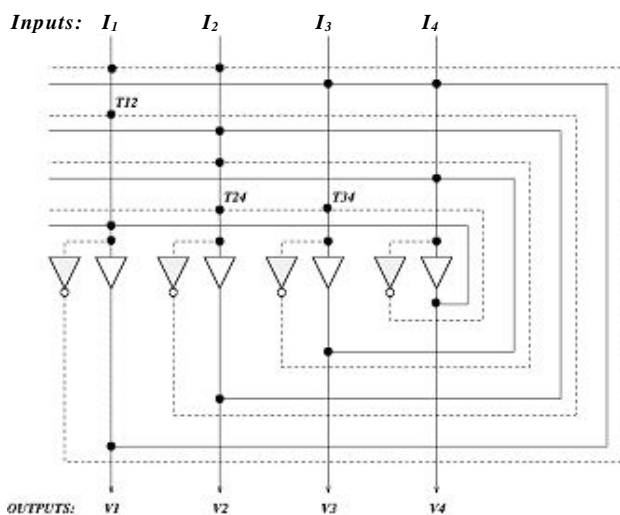 Inputs: I1 I2 I3 I4
T12
T24 T34
OUTPUTS: V1 V2 V3 V4